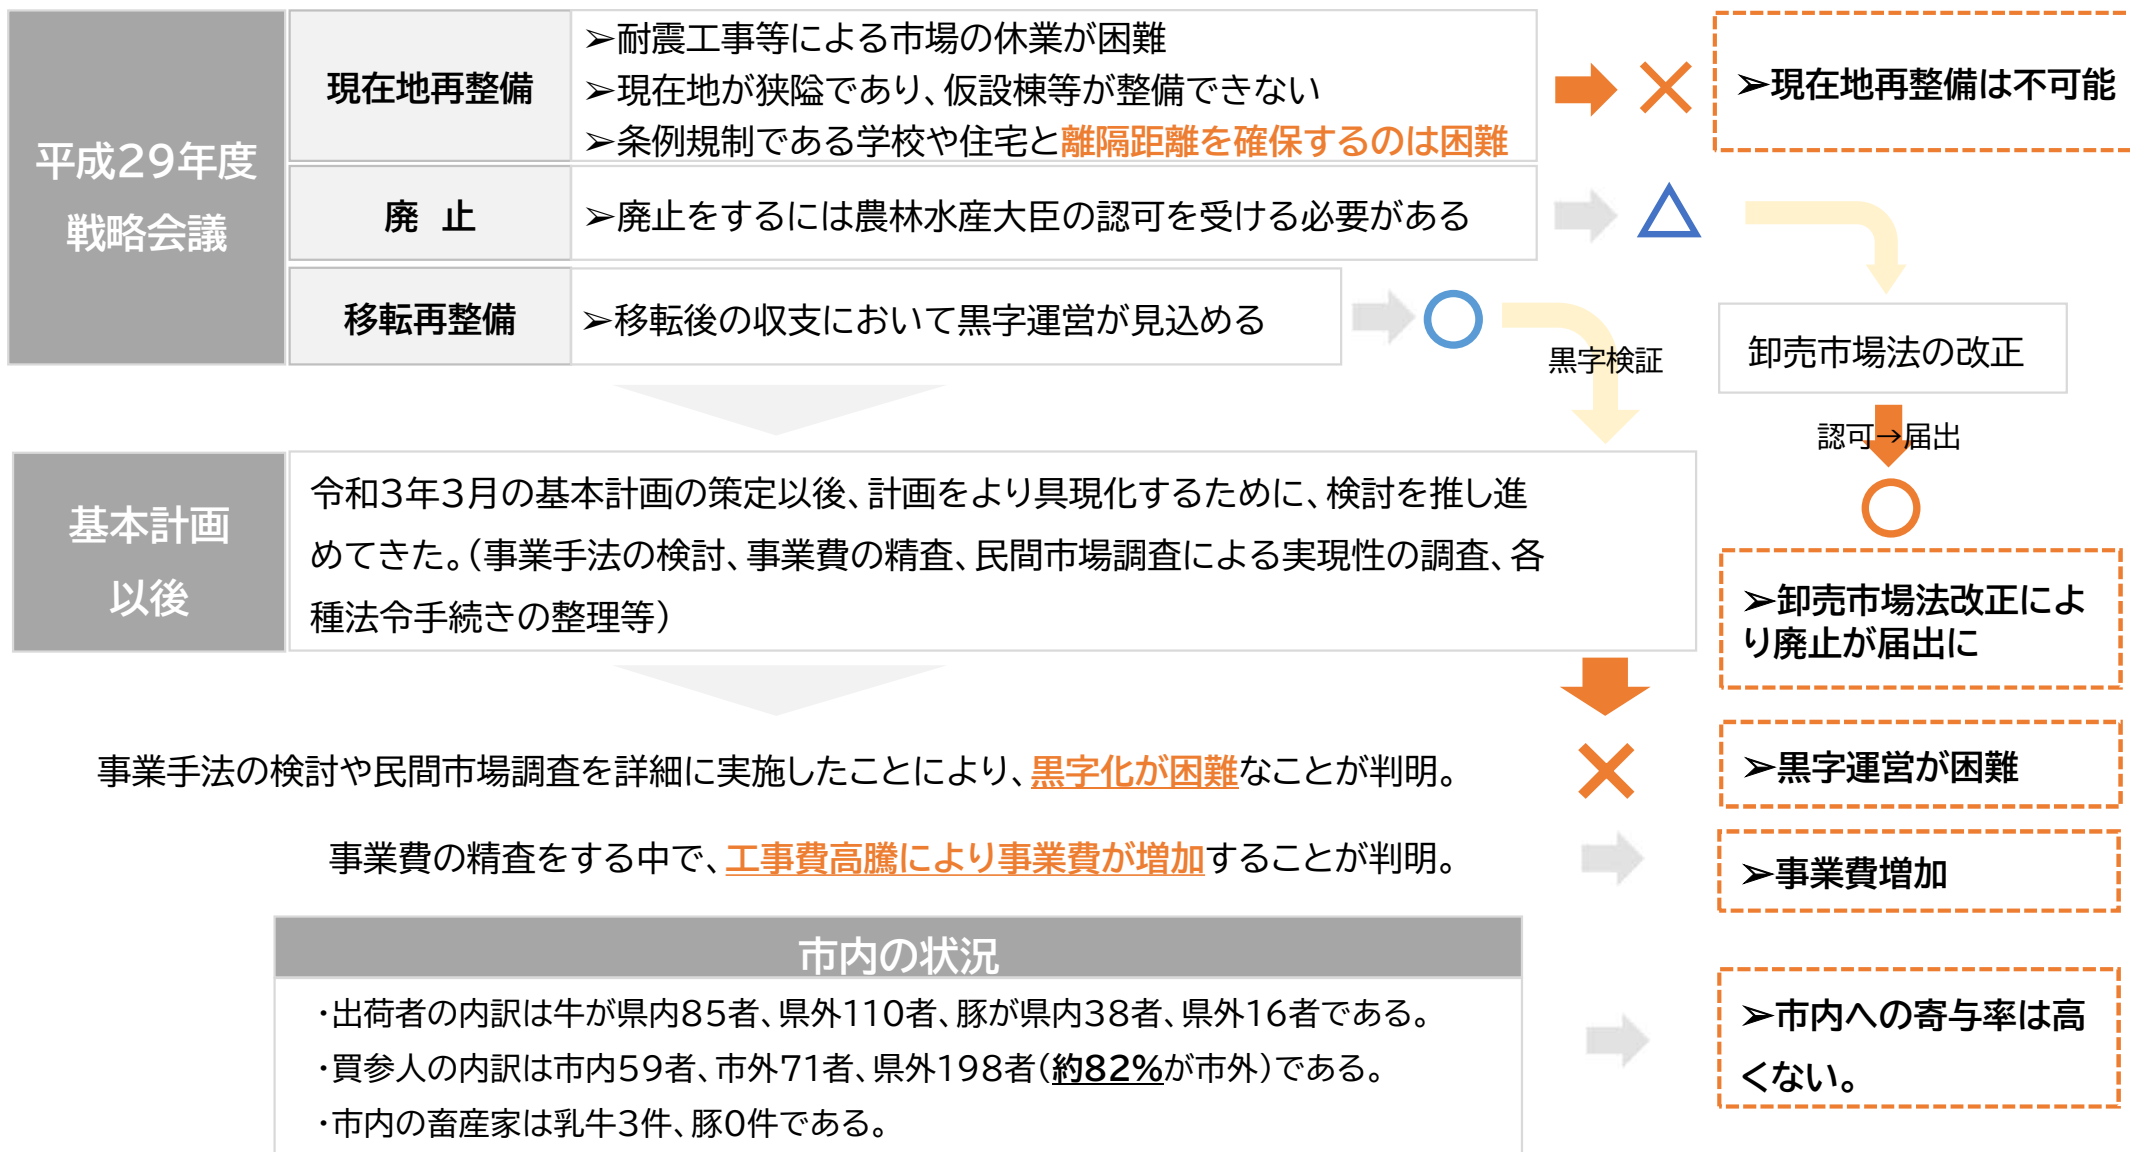 平成29年度
戦略会議
現在地再整備
➢耐震工事等による市場の休業が困難
➢現在地が狭隘であり、仮設棟等が整備できない
➢条例規制である学校や住宅と離隔距離を確保するのは困難
➢現在地再整備は不可能
廃 止
➢廃止をするには農林水産大臣の認可を受ける必要がある
移転再整備
➢移転後の収支において黒字運営が見込める
黒字検証
卸売市場法の改正
認可→届出
➢卸売市場法改正によ
り廃止が届出に
基本計画
以後
令和3年3月の基本計画の策定以後、計画をより具現化するために、検討を推し進
めてきた。（事業手法の検討、事業費の精査、民間市場調査による実現性の調査、各
種法令手続きの整理等）
事業手法の検討や民間市場調査を詳細に実施したことにより、黒字化が困難なことが判明。
➢黒字運営が困難
事業費の精査をする中で、工事費高騰により事業費が増加することが判明。
➢事業費増加
市内の状況
・出荷者の内訳は牛が県内85者、県外110者、豚が県内38者、県外16者である。
・買参人の内訳は市内59者、市外71者、県外198者（約82%が市外）である。
・市内の畜産家は乳牛3件、豚0件である。
➢市内への寄与率は高
くない。